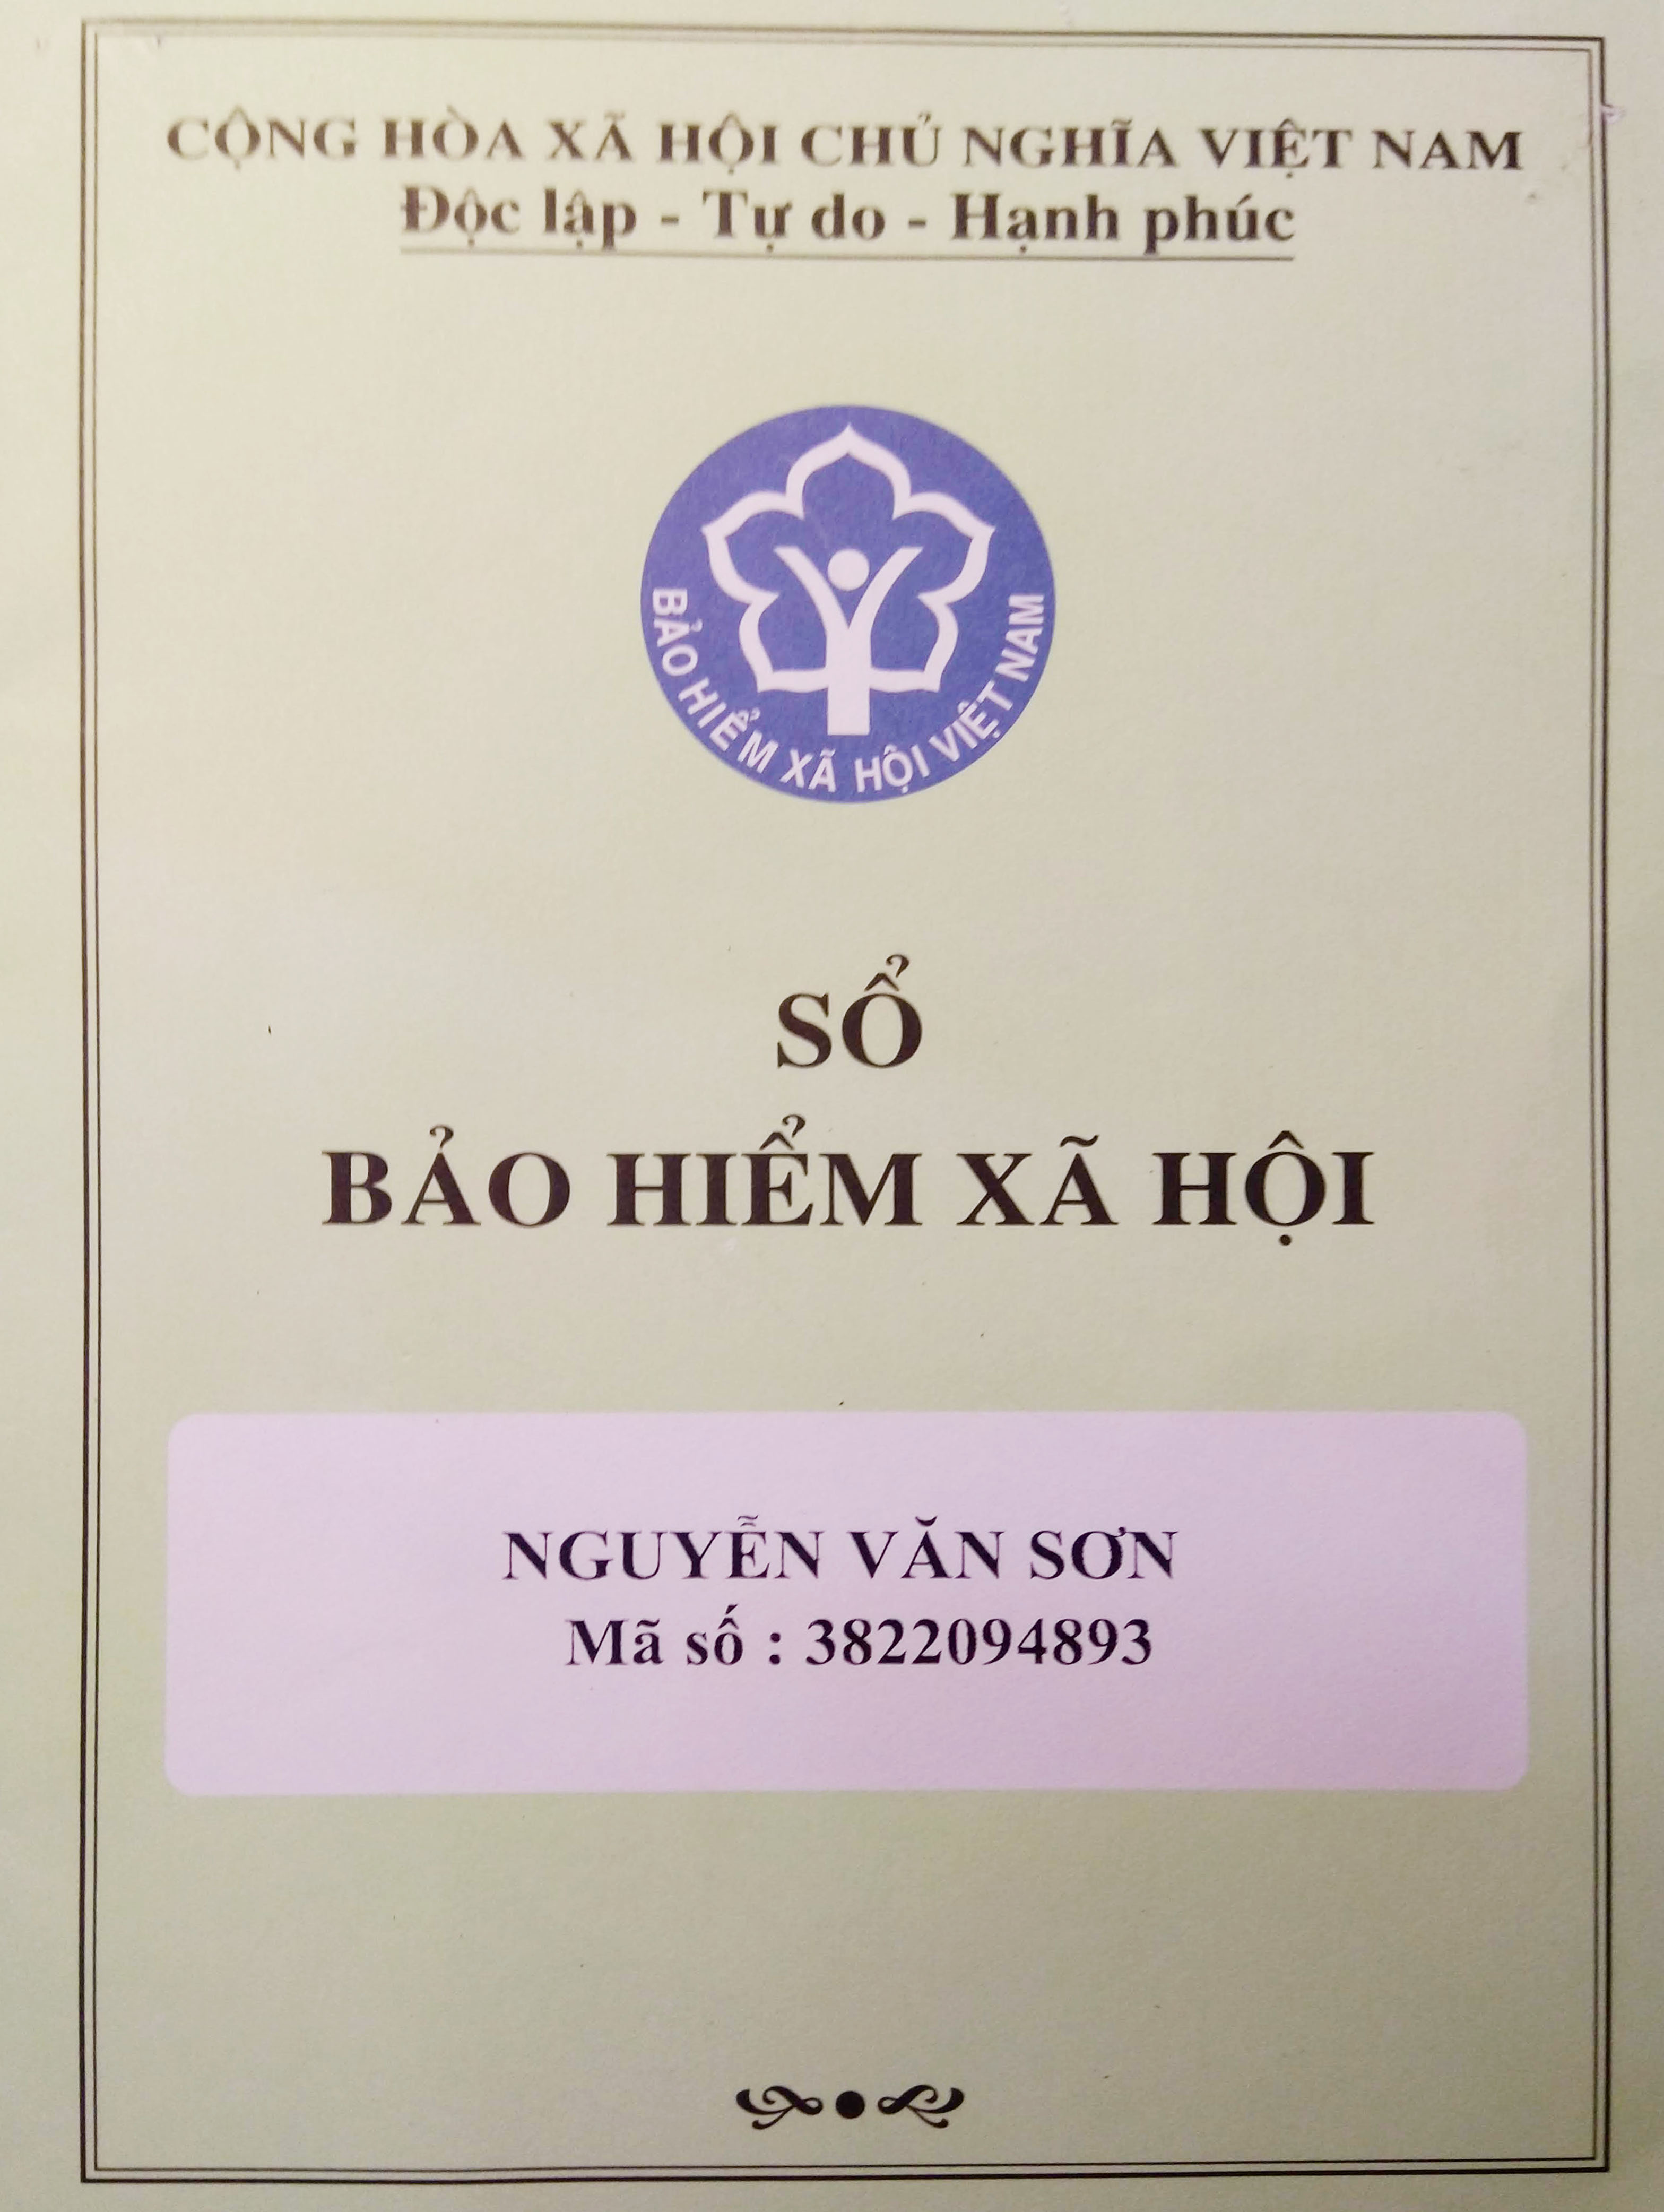 CỘNG HÒA XÃ HỘI CHỦ NGHĨA VIỆT NAM
Độc lập - Tự do - Hạnh phúc
BẢO HIỂM XÃ HỘI VIỆT NAM
SỔ
BẢO HIỂM XÃ HỘI
NGUYỄN VĂN SƠN
Mã số : 3822094893